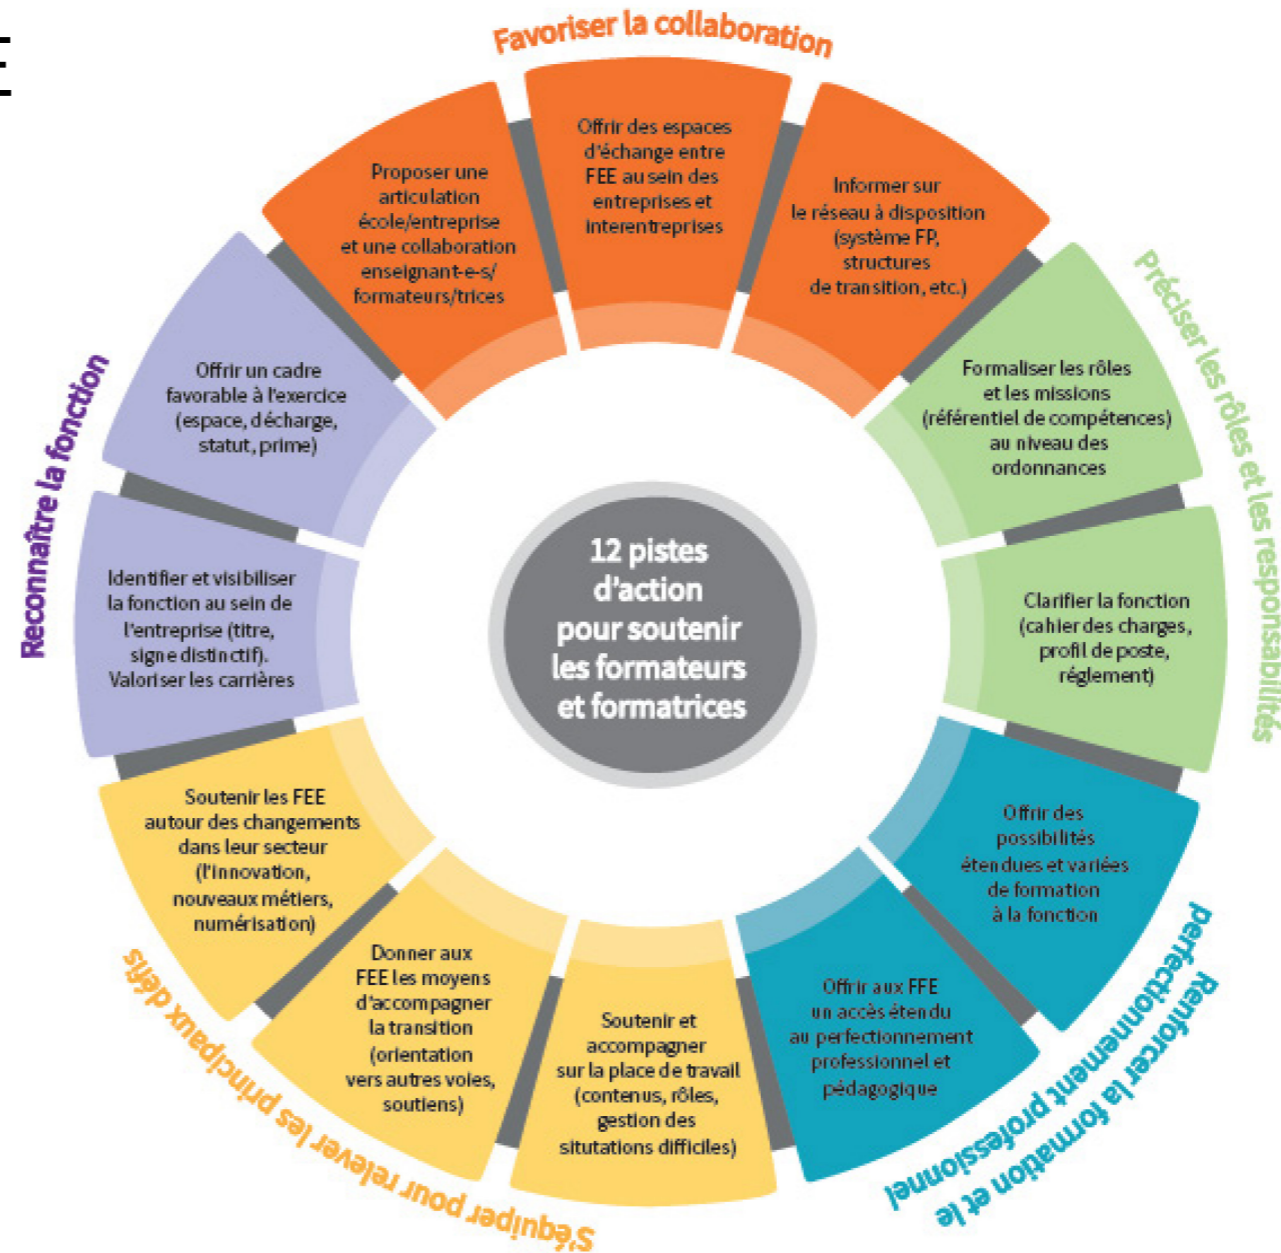 Favoriser la collaboration
Proposer une
articulation
école/entreprise
et une collaboration
enseignant-e-s/
formateurs/trices
Offrir des espaces
d'échange entre
FEE au sein des
entreprises et
interentreprises
Informer sur
le réseau à disposition
(système FP,
structures
de transition, etc.)
Préciser les rôles et les responsabilités
Formaliser les rôles
et les missions
(référentiel de compétences)
au niveau des
ordonnances
Clarifier la fonction
(cahier des charges,
profil de poste,
réglement)
Renforcer la formation et le
perfectionnement professionnel
Offrir des
possibilités
étendues et variées
de formation
à la fonction
Offrir aux FFE
un accès étendu
au perfectionnement
professionnel et
pédagogique
S'équiper pour relever les principaux défis
Soutenir et
accompagner
sur la place de travail
(contenus, rôles,
gestion des
situtations difficiles)
Donner aux
FEE les moyens
d'accompagner
la transition
(orientation
vers autres voies,
soutiens)
Soutenir les FEE
autour des changements
dans leur secteur
(l'innovation,
nouveaux métiers,
numérisation)
Reconnaître la fonction
Identifier et visibiliser
la fonction au sein de
l'entreprise (titre,
signe distinctif).
Valoriser les carrières
Offrir un cadre
favorable à l'exercice
(espace, décharge,
statut, prime)
12 pistes
d'action
pour soutenir
les formateurs
et formatrices